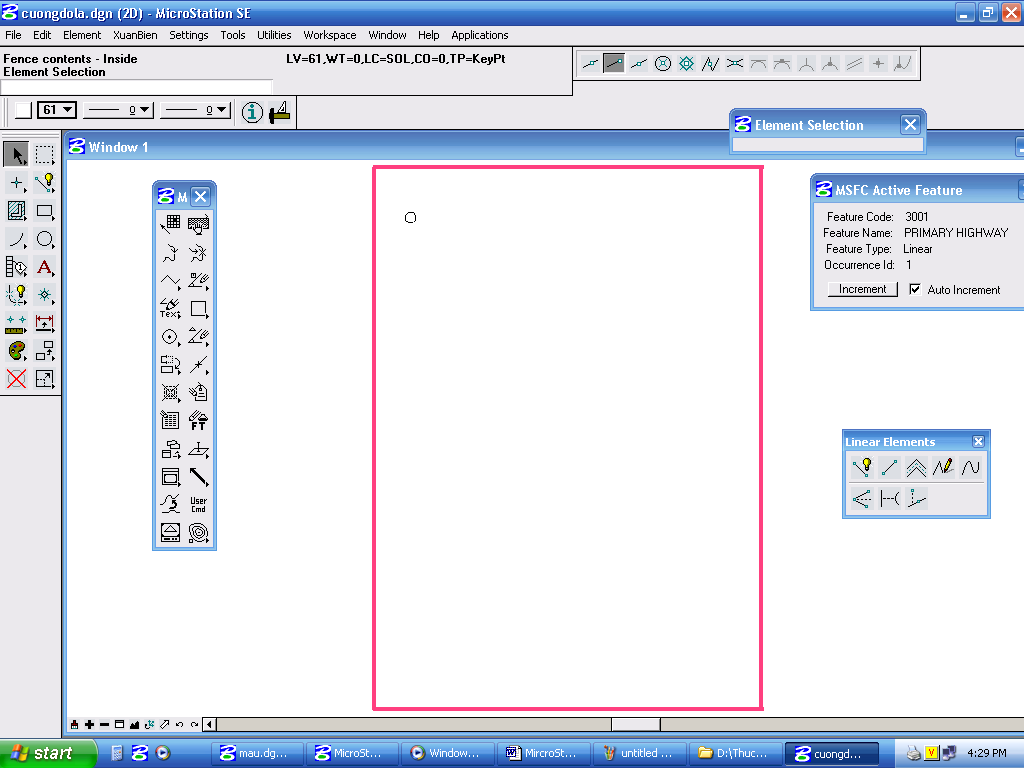 cuongdola.dgn (2D) - MicroStation SE
File Edit Element XuanBien Settings Tools Utilities Workspace Window Help Applications
Fence contents - Inside
LV=61,WT=0,LC=SOL,CO=0,TP=KeyPt
Element Selection
61 0 0
Element Selection
Window 1
M
MSFC Active Feature
Feature Code: 3001
Feature Name: PRIMARY HIGHWAY
Feature Type: Linear
Occurrence Id: 1
Increment Auto Increment
Text
FT
User
Cmd
Linear Elements
start
mau.dg...
MicroSt...
Window...
MircroSt...
untitled ...
D:\Thuc...
cuongd...
V
4:29 PM